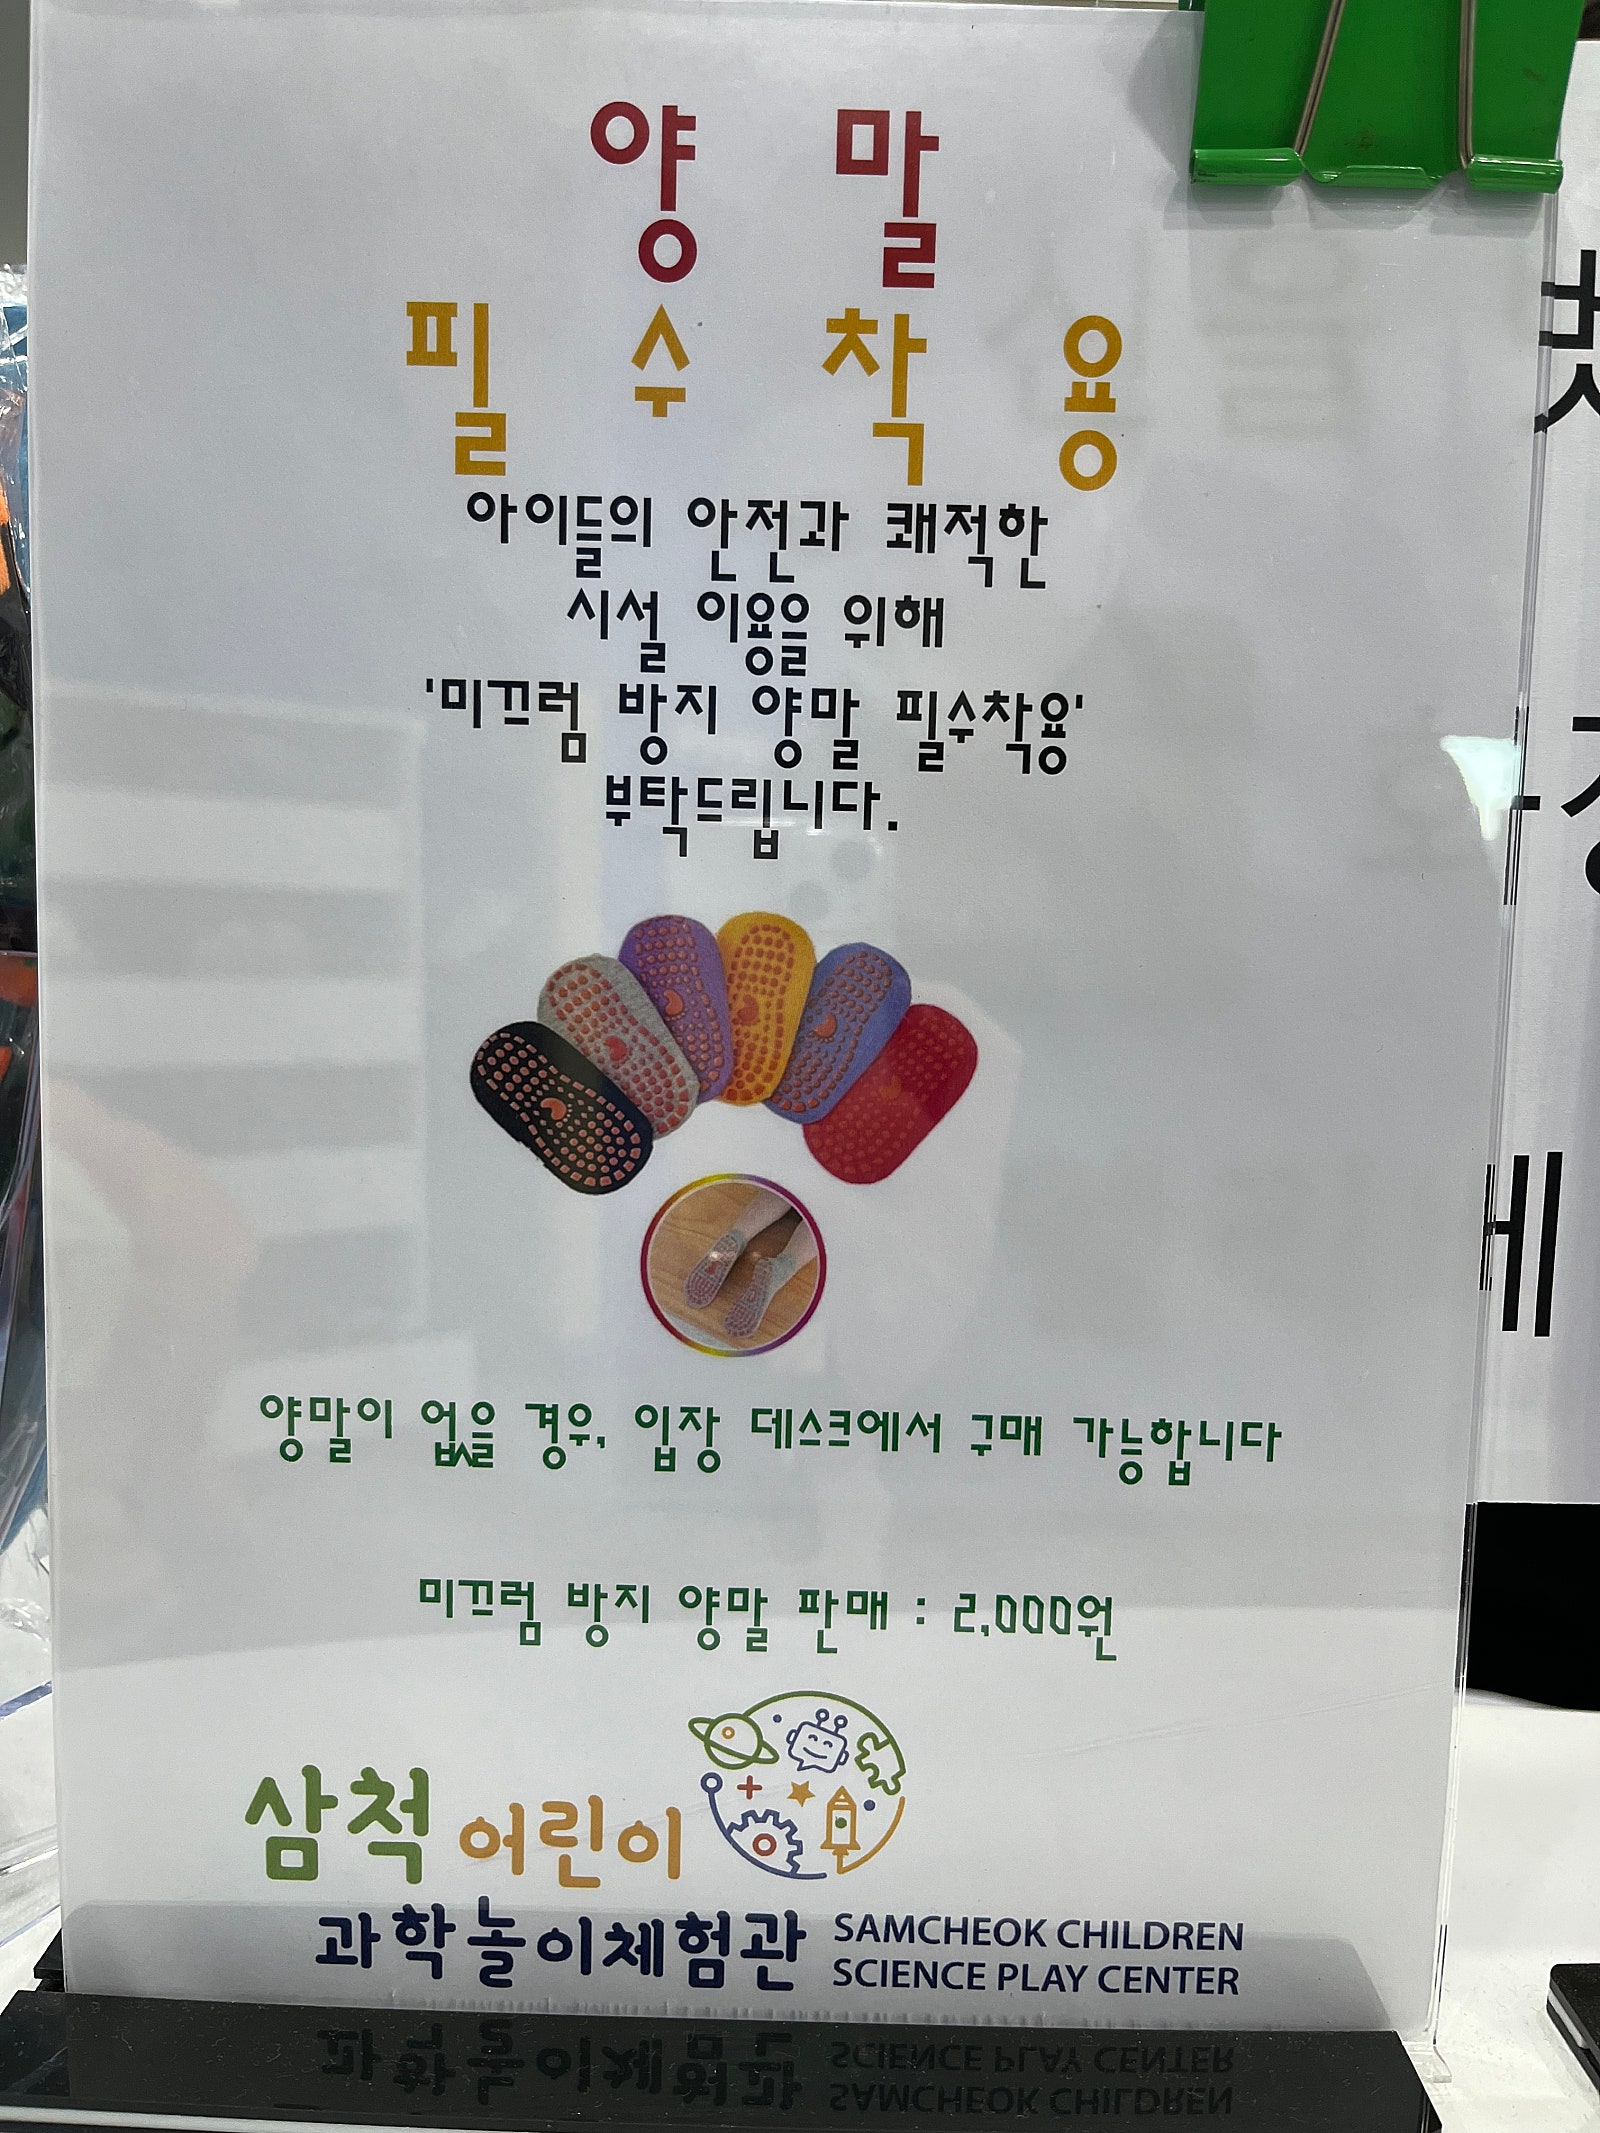 양 말
필 수 착 용
아이들의 안전과 쾌적한
시설 이용을 위해
'미끄럼 방지 양말 필수착용'
부탁드립니다.
양말이 없을 경우, 입장 데스크에서 구매 가능합니다
미끄럼 방지 양말 판매 : 2,000원
삼척 어린이
과학놀이체험관
SAMCHEOK CHILDREN
SCIENCE PLAY CENTER